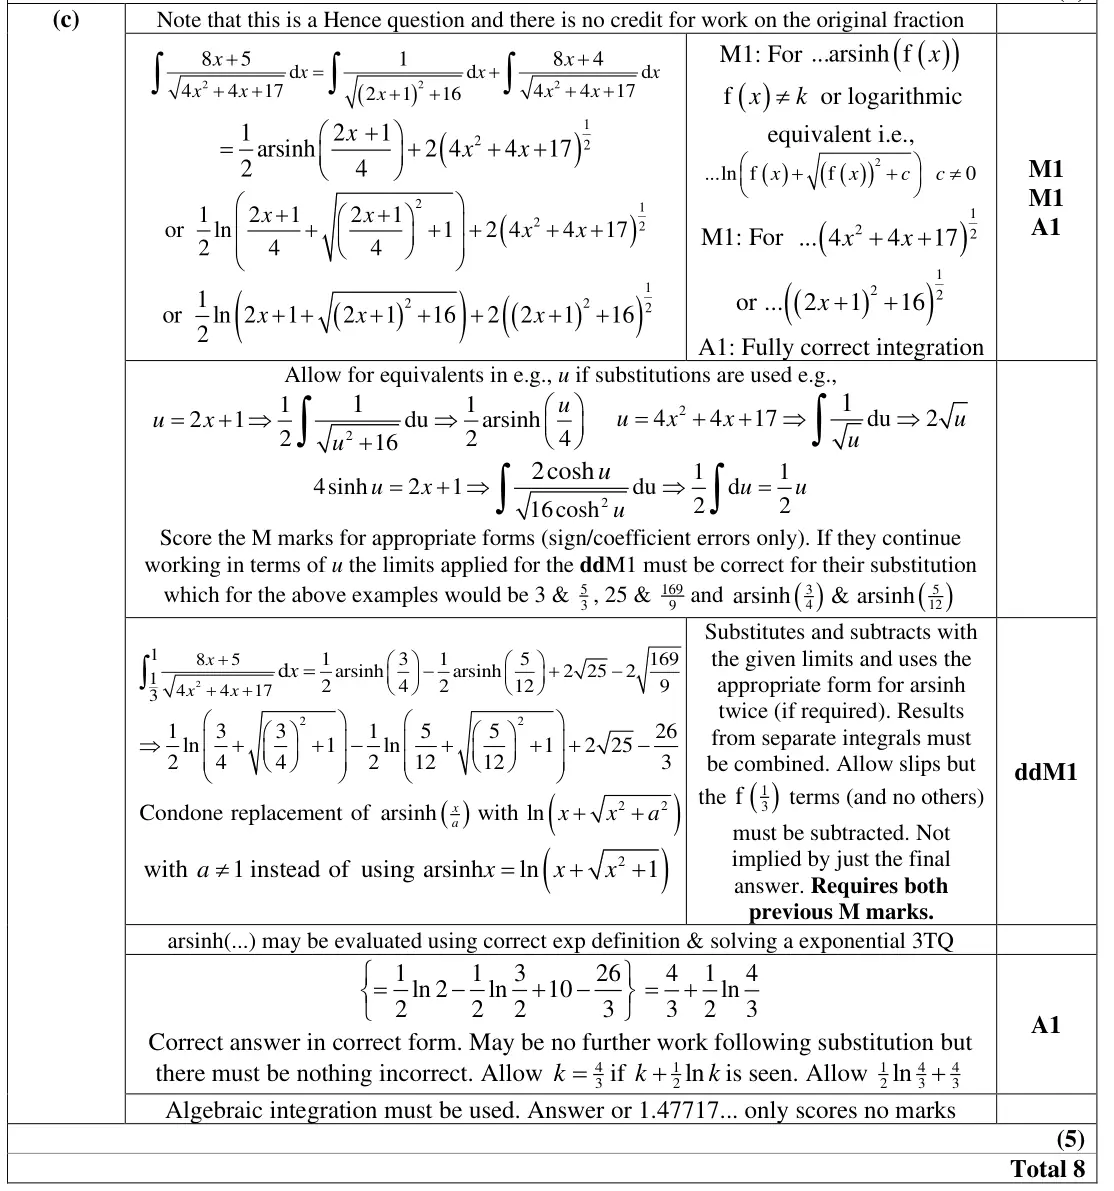 (c)
Note that this is a Hence question and there is no credit for work on the original fraction
∫ (8x+5)/√(4x²+4x+17) dx = ∫ 1/√((2x+1)²+16) dx + ∫ (8x+4)/√(4x²+4x+17) dx
= 1/2 arsinh((2x+1)/4) + 2(4x²+4x+17)^(1/2)
or 1/2 ln((2x+1)/4 + √(((2x+1)/4)²+1)) + 2(4x²+4x+17)^(1/2)
or 1/2 ln(2x+1+√((2x+1)²+16)) + 2((2x+1)²+16)^(1/2)
M1: For ...arsinh(f(x))
f(x) ≠ k or logarithmic
equivalent i.e.,
...ln(f(x)+√((f(x))²+c)) c ≠ 0
M1: For ...(4x²+4x+17)^(1/2)
or ...((2x+1)²+16)^(1/2)
A1: Fully correct integration
M1
M1
A1
Allow for equivalents in e.g., u if substitutions are used e.g.,
u = 2x+1 ⇒ 1/2 ∫ 1/√(u²+16) du ⇒ 1/2 arsinh(u/4) u = 4x²+4x+17 ⇒ ∫ 1/√u du ⇒ 2√u
4sinh u = 2x+1 ⇒ ∫ 2cosh u/√(16cosh² u) du ⇒ 1/2 ∫ du = 1/2 u
Score the M marks for appropriate forms (sign/coefficient errors only). If they continue
working in terms of u the limits applied for the ddM1 must be correct for their substitution
which for the above examples would be 3 & 5/3, 25 & 169/9 and arsinh(3/4) & arsinh(5/12)
∫_(1/3)^1 (8x+5)/√(4x²+4x+17) dx = 1/2 arsinh(3/4) − 1/2 arsinh(5/12) + 2√25 − 2√(169/9)
⇒ 1/2 ln(3/4 + √((3/4)²+1)) − 1/2 ln(5/12 + √((5/12)²+1)) + 2√25 − 26/3
Condone replacement of arsinh(x/a) with ln(x+√(x²+a²))
with a ≠ 1 instead of using arsinhx = ln(x+√(x²+1))
Substitutes and subtracts with
the given limits and uses the
appropriate form for arsinh
twice (if required). Results
from separate integrals must
be combined. Allow slips but
the f(1/3) terms (and no others)
must be subtracted. Not
implied by just the final
answer. Requires both
previous M marks.
ddM1
arsinh(...) may be evaluated using correct exp definition & solving a exponential 3TQ
{= 1/2 ln 2 − 1/2 ln 3/2 + 10 − 26/3} = 4/3 + 1/2 ln 4/3
Correct answer in correct form. May be no further work following substitution but
there must be nothing incorrect. Allow k = 4/3 if k + 1/2 ln k is seen. Allow 1/2 ln 4/3 + 4/3
A1
Algebraic integration must be used. Answer or 1.47717... only scores no marks
(5)
Total 8